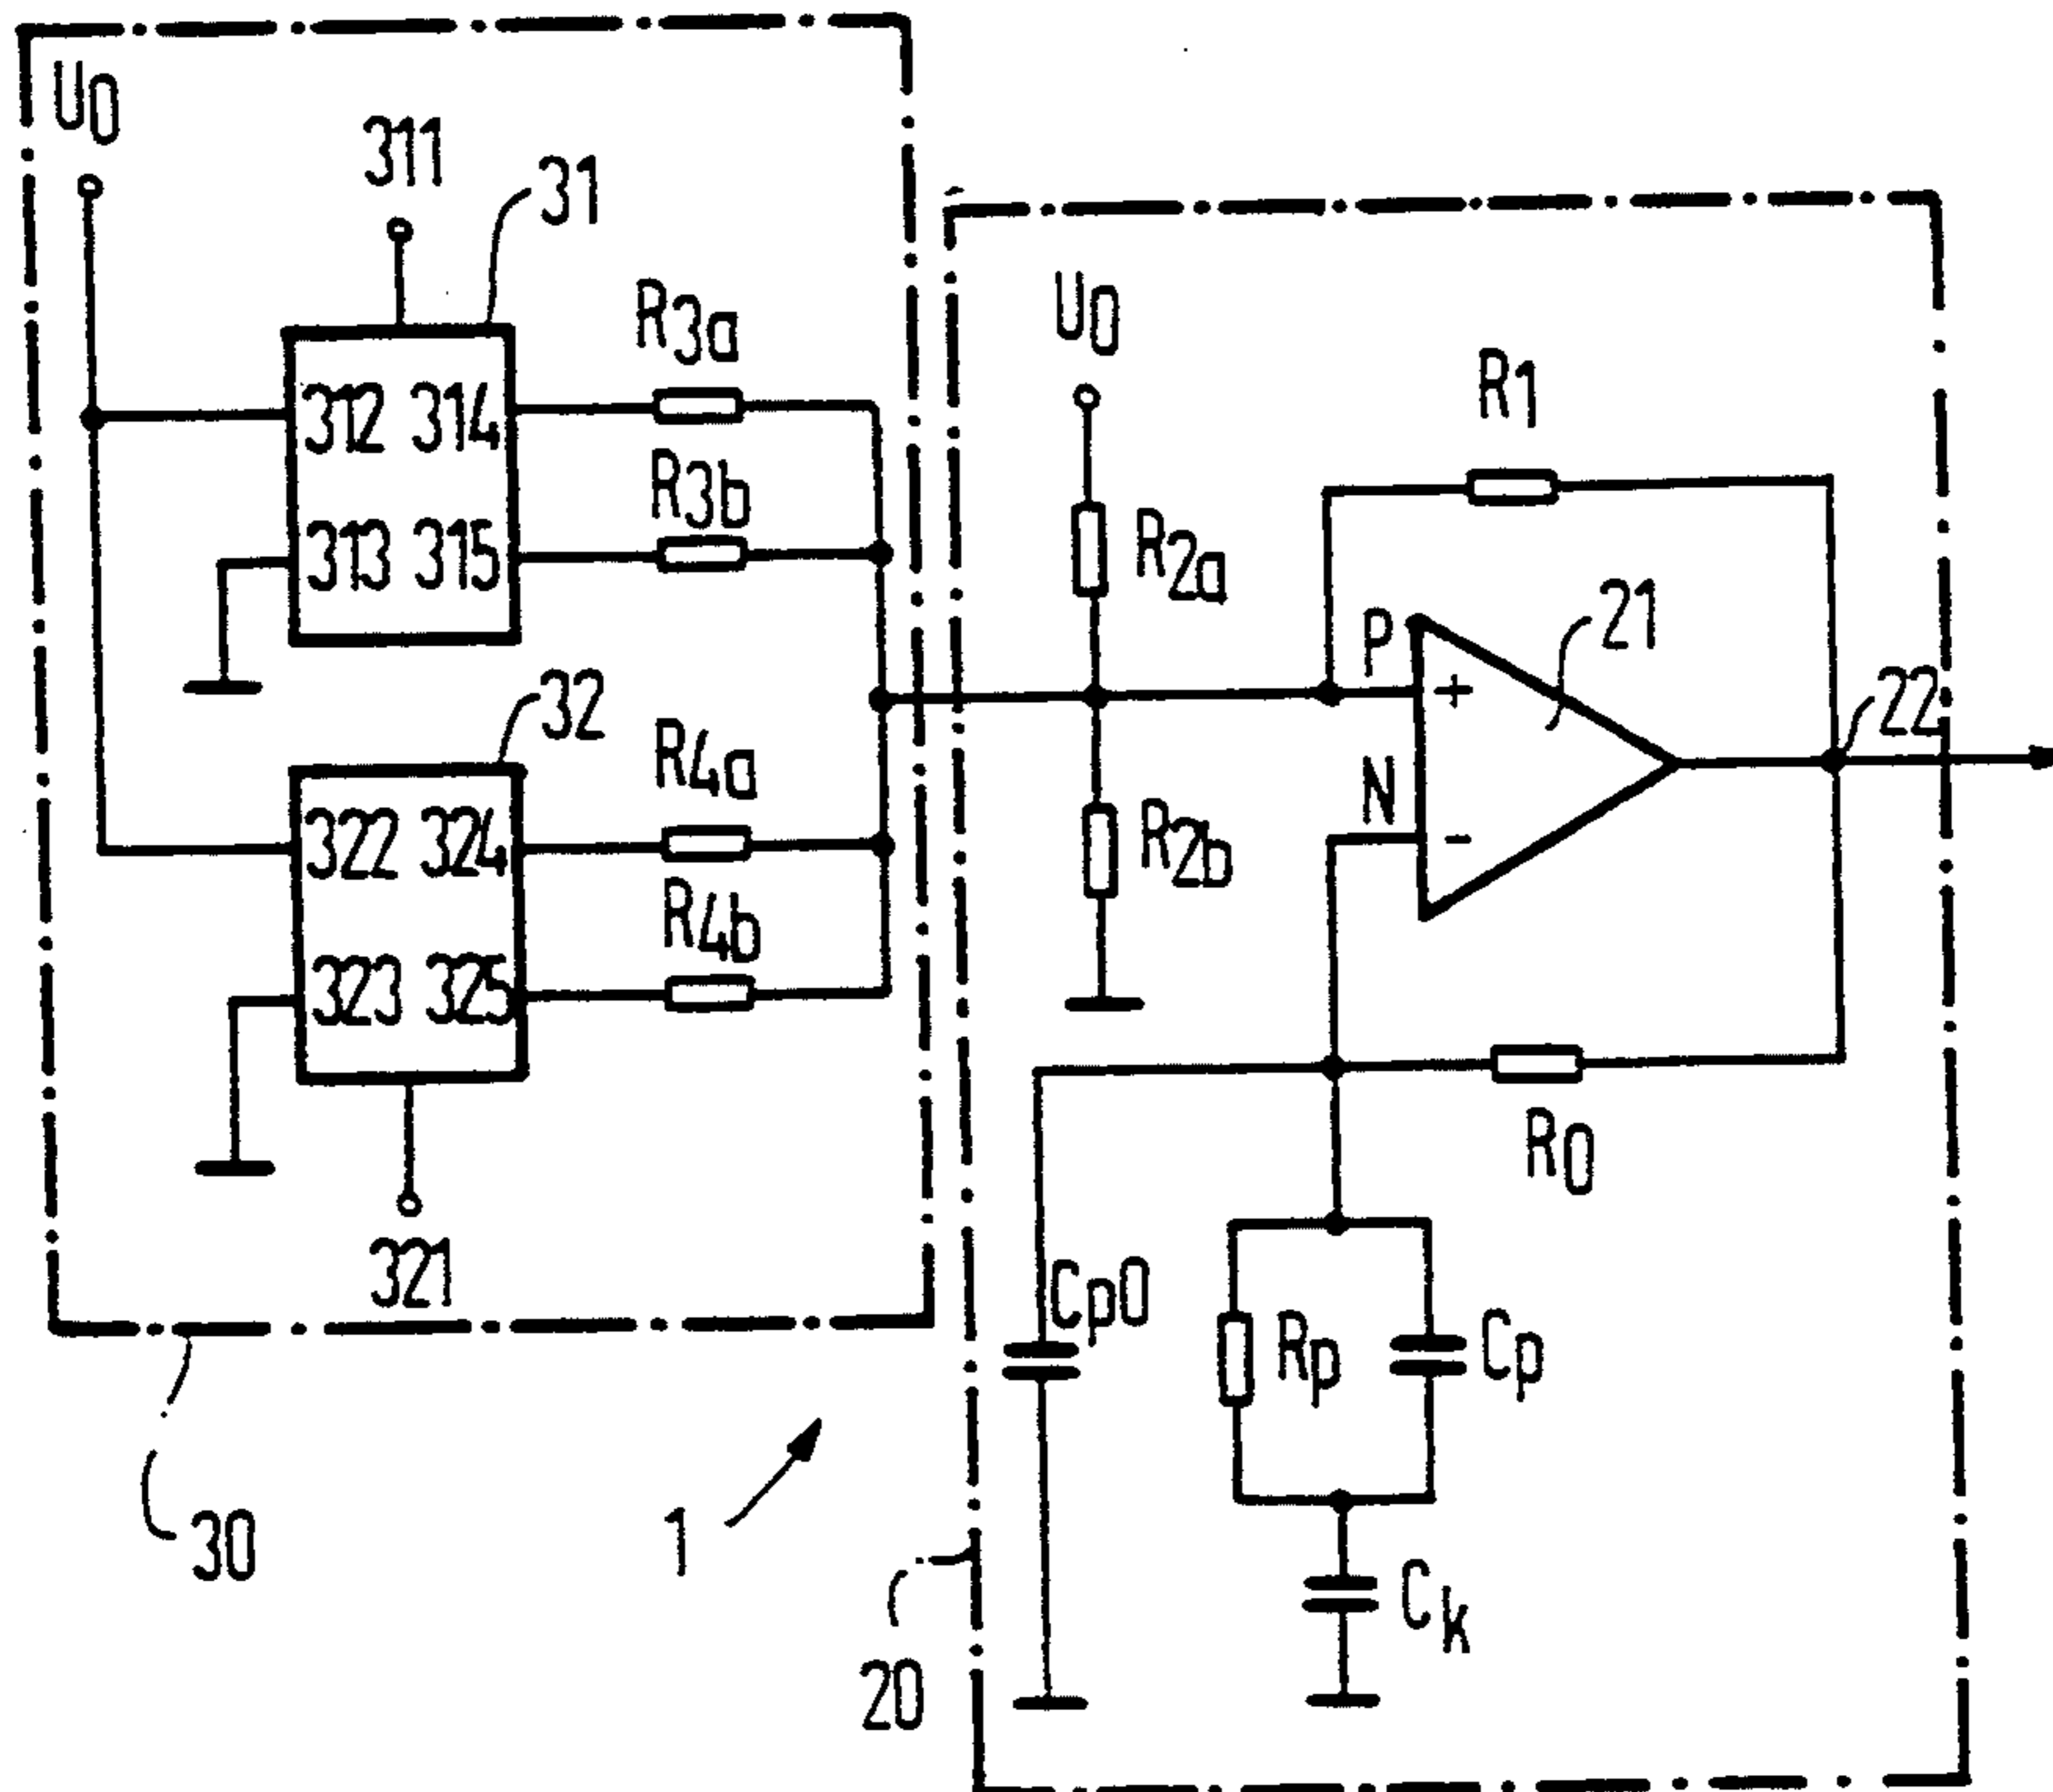 U0
311
31
R3a
U0
R1
312 314
R3b
R2a
313 315
P
21
+
32
22
R4a
N
R2b
-
322 324
R4b
323 325
R0
321
Cp0
Rp
Cp
30
1
Ck
20